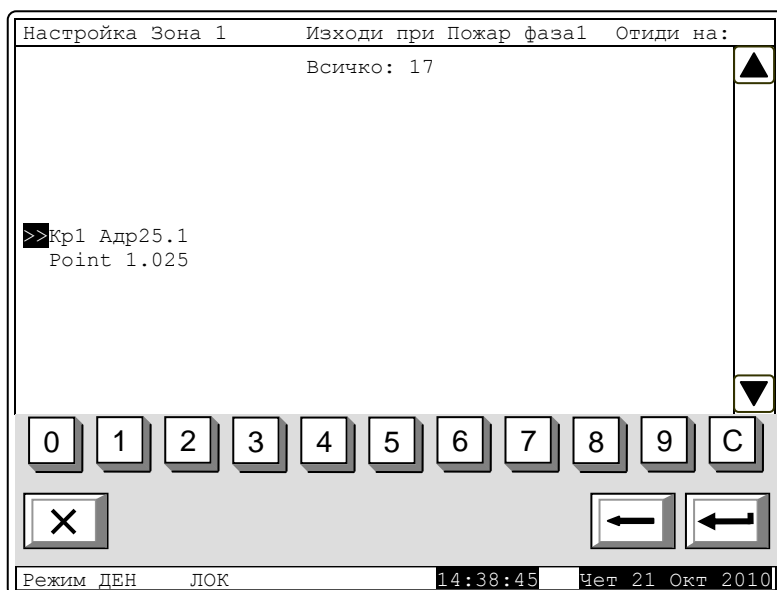 Настройка Зона 1 Изходи при Пожар фаза1 Отиди на:
Всичко: 17
>>Кр1 Адр25.1
Point 1.025
0 1 2 3 4 5 6 7 8 9 C
Режим ДЕН ЛОК 14:38:45 Чет 21 Окт 2010